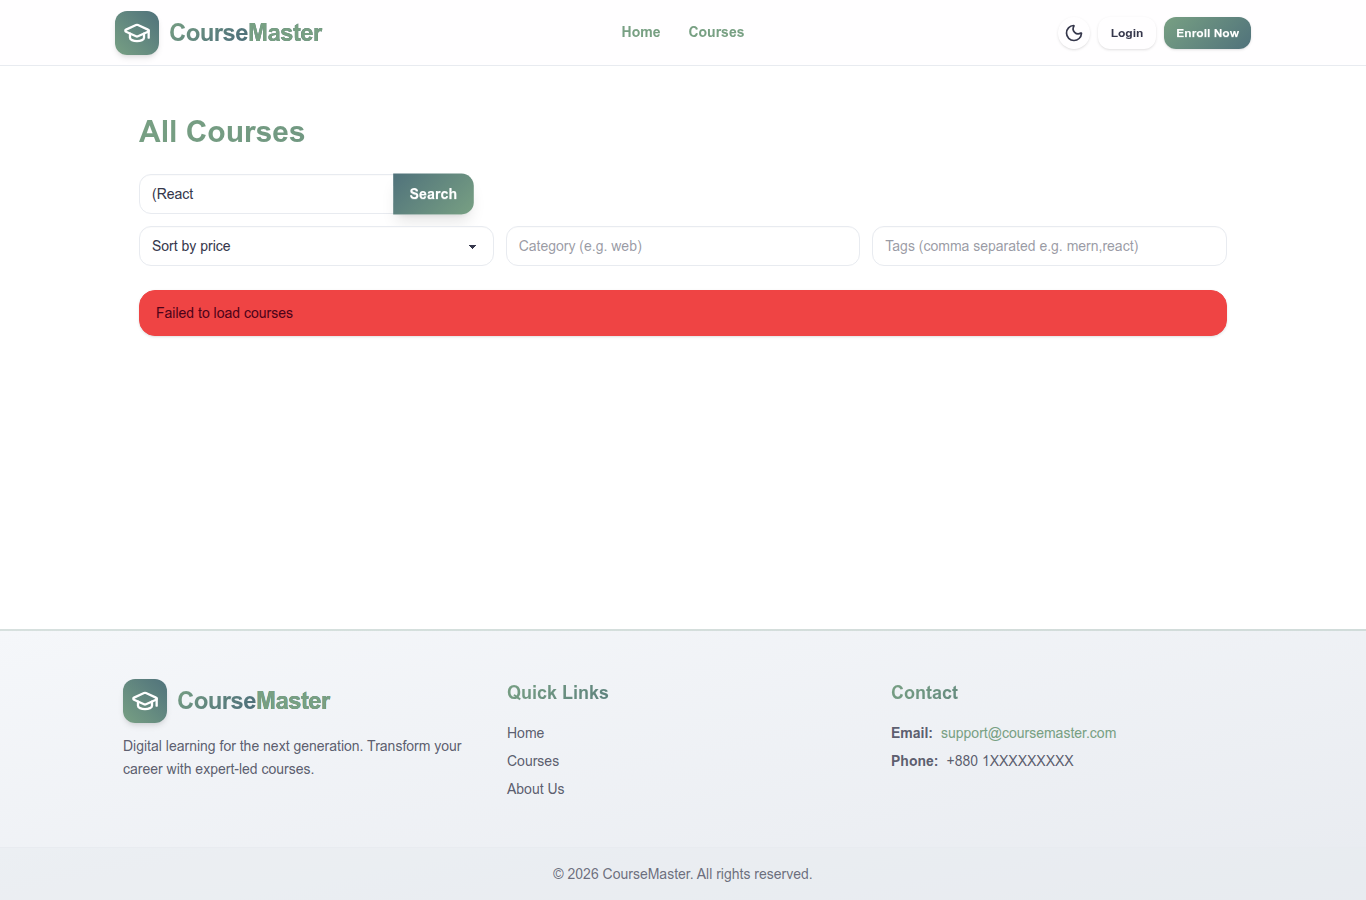 CourseMaster
Home
Courses
Login
Enroll Now
All Courses
(React
Search
Sort by price
Category (e.g. web)
Tags (comma separated e.g. mern,react)
Failed to load courses
CourseMaster
Digital learning for the next generation. Transform your
career with expert-led courses.
Quick Links
Home
Courses
About Us
Contact
Email: support@coursemaster.com
Phone: +880 1XXXXXXXXX
© 2026 CourseMaster. All rights reserved.